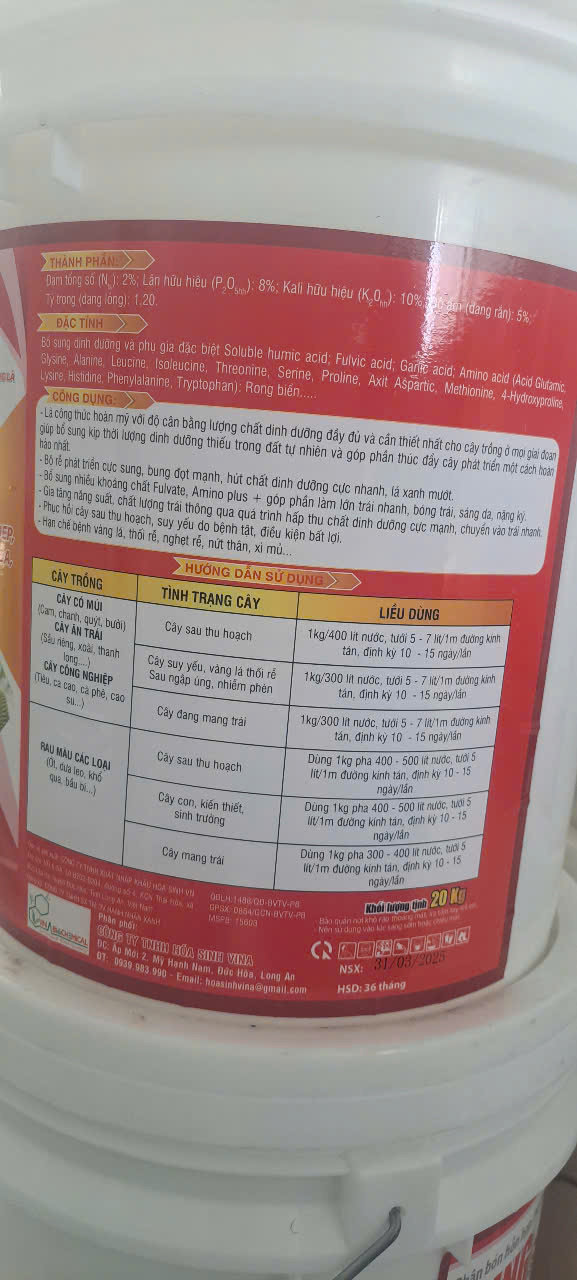 THÀNH PHẦN:
Đạm tổng số (N): 2%; Lân hữu hiệu (P2O5hh): 8%; Kali hữu hiệu (K2Ohh): 10%; (dạng rắn): 5%;
Tỷ trọng (dạng lỏng): 1,20.
ĐẶC TÍNH
Bổ sung dinh dưỡng và phụ gia đặc biệt Soluble humic acid; Fulvic acid; Garlic acid; Amino acid (Acid Glutamic,
Slysine, Alanine, Leucine, Isoleucine, Threonine, Serine, Proline, Axit Aspartic, Methionine, 4-Hydroxyproline,
Lysine, Histidine, Phenylalanine, Tryptophan): Rong biển.....
CÔNG DỤNG:
- Là công thức hoàn mỹ với độ cân bằng lượng chất dinh dưỡng đầy đủ và cần thiết nhất cho cây trồng ở mọi giai đoạn
giúp bổ sung kịp thời lượng dinh dưỡng thiếu trong đất tự nhiên và góp phần thúc đẩy cây phát triển một cách hoàn
hảo nhất.
- Bộ rễ phát triển cực sung, bung đọt mạnh, hút chất dinh dưỡng cực nhanh, lá xanh mướt.
- Bổ sung nhiều khoáng chất Fulvate, Amino plus + góp phần làm lớn trái nhanh, bóng trái, sáng da, nặng ký.
- Gia tăng năng suất, chất lượng trái thông qua quá trình hấp thu chất dinh dưỡng cực mạnh, chuyển vào trái nhanh.
- Phục hồi cây sau thu hoạch, suy yếu do bệnh tật, điều kiện bất lợi.
- Hạn chế bệnh vàng lá, thối rễ, nghẹt rễ, nứt thân, xì mủ...
HƯỚNG DẪN SỬ DỤNG
CÂY TRỒNG TÌNH TRẠNG CÂY LIỀU DÙNG
CÂY CÓ MÚI
(Cam, chanh, quýt, bưởi)
CÂY ĂN TRÁI
(Sầu riêng, xoài, thanh
long....)
CÂY CÔNG NGHIỆP
(Tiêu, ca cao, cà phê, cao
su...)
Cây sau thu hoạch
1kg/400 lít nước, tưới 5 - 7 lít/1m đường kính
tán, định kỳ 10 - 15 ngày/lần
Cây suy yếu, vàng lá thối rễ
Sau ngập úng, nhiễm phèn
1kg/300 lít nước, tưới 5 - 7 lít/1m đường kính
tán, định kỳ 10 - 15 ngày/lần
Cây đang mang trái
1kg/300 lít nước, tưới 5 - 7 lít/1m đường kính
tán, định kỳ 10 - 15 ngày/lần
RAU MÀU CÁC LOẠI
(Ớt, dưa leo, khổ
qua, bầu bí...)
Cây sau thu hoạch
Dùng 1kg pha 400 - 500 lít nước, tưới 5
lít/1m đường kính tán, định kỳ 10 - 15
ngày/lần
Cây con, kiến thiết,
sinh trưởng
Dùng 1kg pha 400 - 500 lít nước, tưới 5
lít/1m đường kính tán, định kỳ 10 - 15
ngày/lần
Cây mang trái
Dùng 1kg pha 300 - 400 lít nước, tưới 5
lít/1m đường kính tán, định kỳ 10 - 15
ngày/lần
QĐLH: 1486/QĐ-BVTV-PB
MSPB: 15603
Phân phối:
CÔNG TY TNHH HÓA SINH VINA
ĐC: Ấp Mới 2, Mỹ Hạnh Nam, Đức Hòa, Long An
ĐT: 0939 983 990 - Email: hoasinhvina@gmail.com
Khối lượng tịnh 20 Kg
NSX: 31/03/2025
HSD: 36 tháng